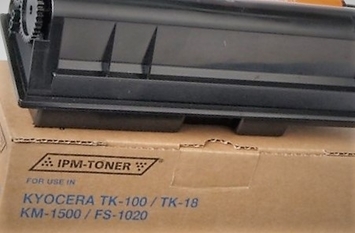 IPM-TONER
FOR USE IN
KYOCERA TK-100 / TK-18
KM-1500 / FS-1020